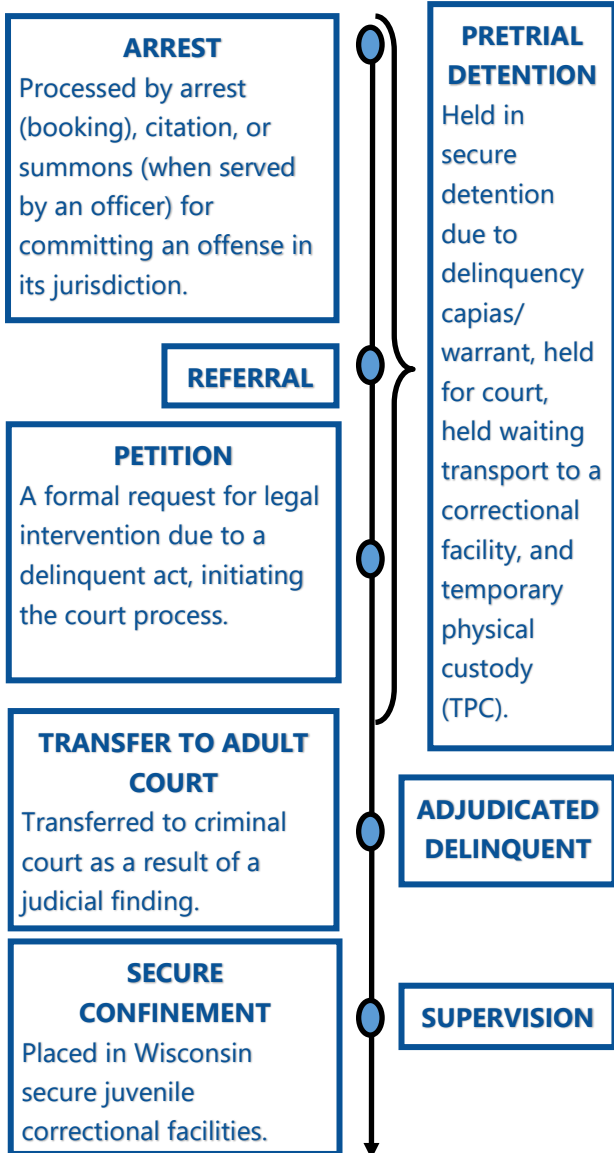 ARREST
Processed by arrest
(booking), citation, or
summons (when served
by an officer) for
committing an offense in
its jurisdiction.
PRETRIAL
DETENTION
Held in
secure
detention
due to
delinquency
capias/
warrant, held
for court,
held waiting
transport to a
correctional
facility, and
temporary
physical
custody
(TPC).
REFERRAL
PETITION
A formal request for legal
intervention due to a
delinquent act, initiating
the court process.
TRANSFER TO ADULT
COURT
Transferred to criminal
court as a result of a
judicial finding.
ADJUDICATED
DELINQUENT
SECURE
CONFINEMENT
Placed in Wisconsin
secure juvenile
correctional facilities.
SUPERVISION